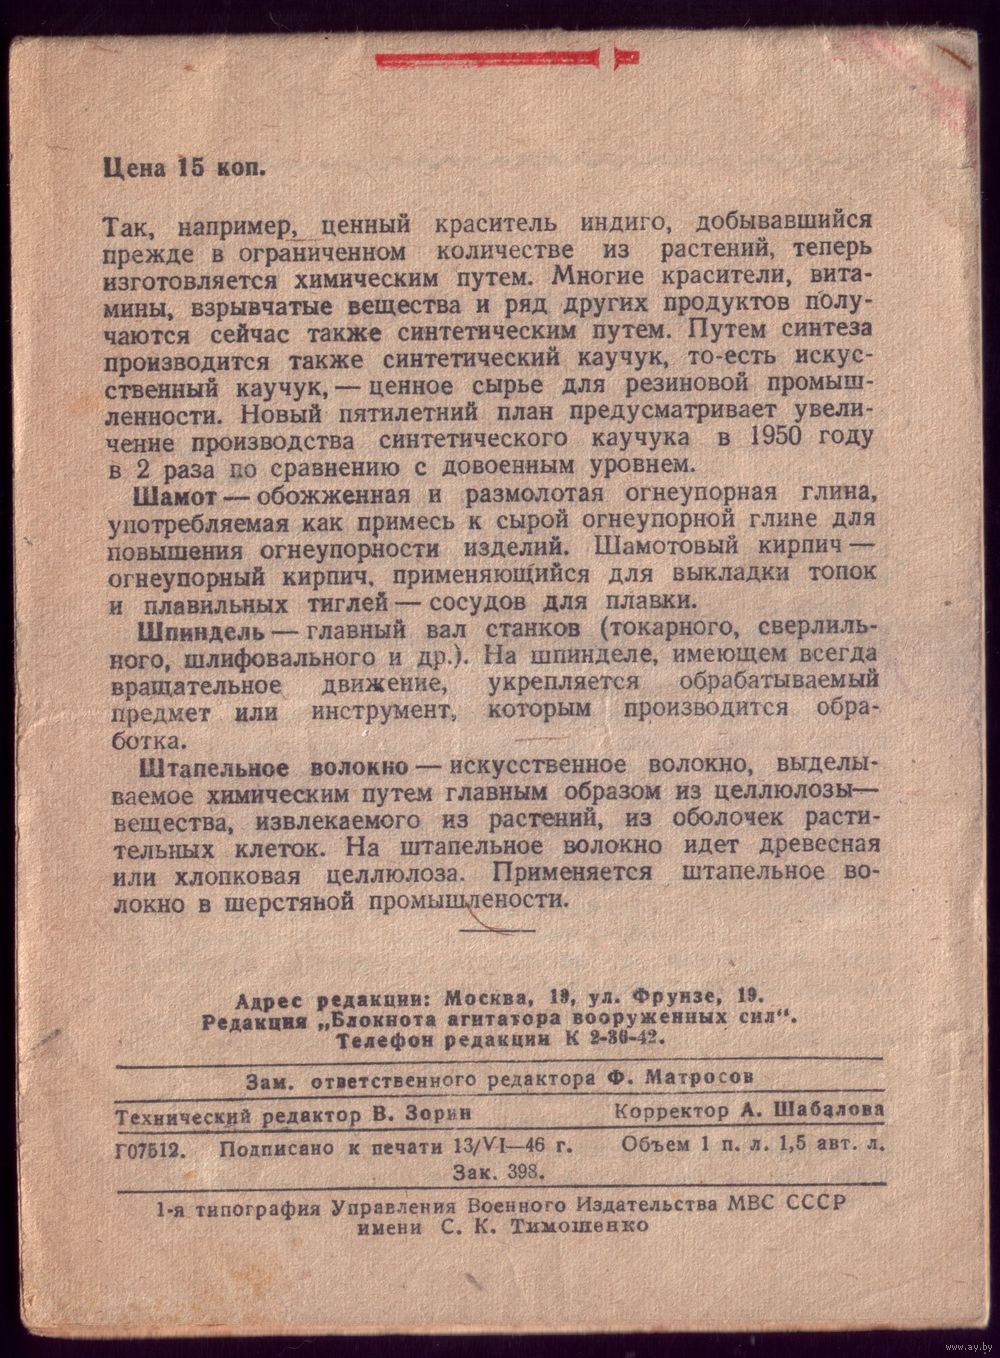 Цена 15 коп.
Так, например, ценный краситель индиго, добывавшийся
прежде в ограниченном количестве из растений, теперь
изготовляется химическим путем. Многие красители, вита-
мины, взрывчатые вещества и ряд других продуктов полу-
чаются сейчас также синтетическим путем. Путем синтеза
производится также синтетический каучук, то-есть искус-
ственный каучук, — ценное сырье для резиновой промыш-
ленности. Новый пятилетний план предусматривает увели-
чение производства синтетического каучука в 1950 году
в 2 раза по сравнению с довоенным уровнем.
Шамот — обожженная и размолотая огнеупорная глина,
употребляемая как примесь к сырой огнеупорной глине для
повышения огнеупорности изделий. Шамотовый кирпич —
огнеупорный кирпич, применяющийся для выкладки топок
и плавильных тиглей — сосудов для плавки.
Шпиндель — главный вал станков (токарного, сверлиль-
ного, шлифовального и др.). На шпинделе, имеющем всегда
вращательное движение, укрепляется обрабатываемый
предмет или инструмент, которым производится обра-
ботка.
Штапельное волокно — искусственное волокно, выделы-
ваемое химическим путем главным образом из целлюлозы—
вещества, извлекаемого из растений, из оболочек расти-
тельных клеток. На штапельное волокно идет древесная
или хлопковая целлюлоза. Применяется штапельное во-
локно в шерстяной промышлености.
Адрес редакции: Москва, 19, ул. Фрунзе, 19.
Редакция „Блокнота агитатора вооруженных сил“.
Телефон редакции К 2-36-42.
Зам. ответственного редактора Ф. Матросов
Технический редактор В. Зорин Корректор А. Шабалова
Г07512. Подписано к печати 13/VI—46 г. Объем 1 п. л. 1,5 авт. л.
Зак. 398.
1-я типография Управления Военного Издательства МВС СССР
имени С. К. Тимошенко
www.ay.by